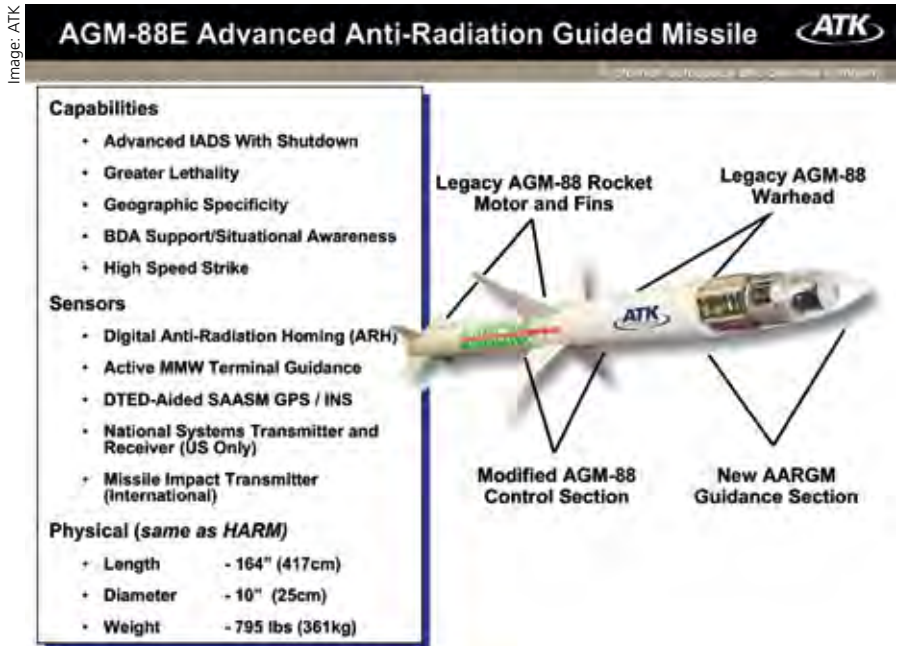 Image: ATK
AGM-88E Advanced Anti-Radiation Guided Missile
ATK
Capabilities
• Advanced IADS With Shutdown
• Greater Lethality
• Geographic Specificity
• BDA Support/Situational Awareness
• High Speed Strike
Sensors
• Digital Anti-Radiation Homing (ARH)
• Active MMW Terminal Guidance
• DTED-Aided SAASM GPS / INS
• National Systems Transmitter and
Receiver (US Only)
• Missile Impact Transmitter
(International)
Physical (same as HARM)
• Length - 164" (417cm)
• Diameter - 10" (25cm)
• Weight - 795 lbs (361kg)
Legacy AGM-88 Rocket
Motor and Fins
Legacy AGM-88
Warhead
ATK
Modified AGM-88
Control Section
New AARGM
Guidance Section